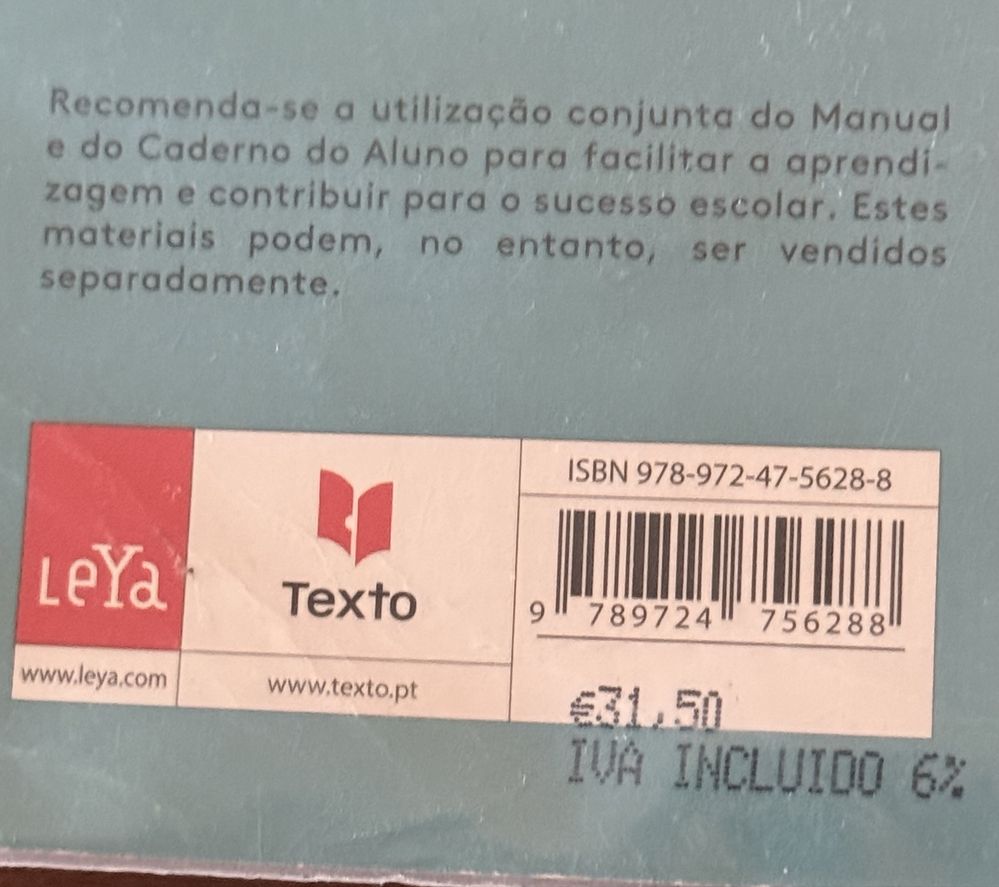 Recomenda-se a utilização conjunta do Manual
e do Caderno do Aluno para facilitar a aprendi-
zagem e contribuir para o sucesso escolar. Estes
materiais podem, no entanto, ser vendidos
separadamente.
LeYa
www.leya.com
Texto
www.texto.pt
ISBN 978-972-47-5628-8
9 789724 756288
€31,50
IVA INCLUIDO 6%